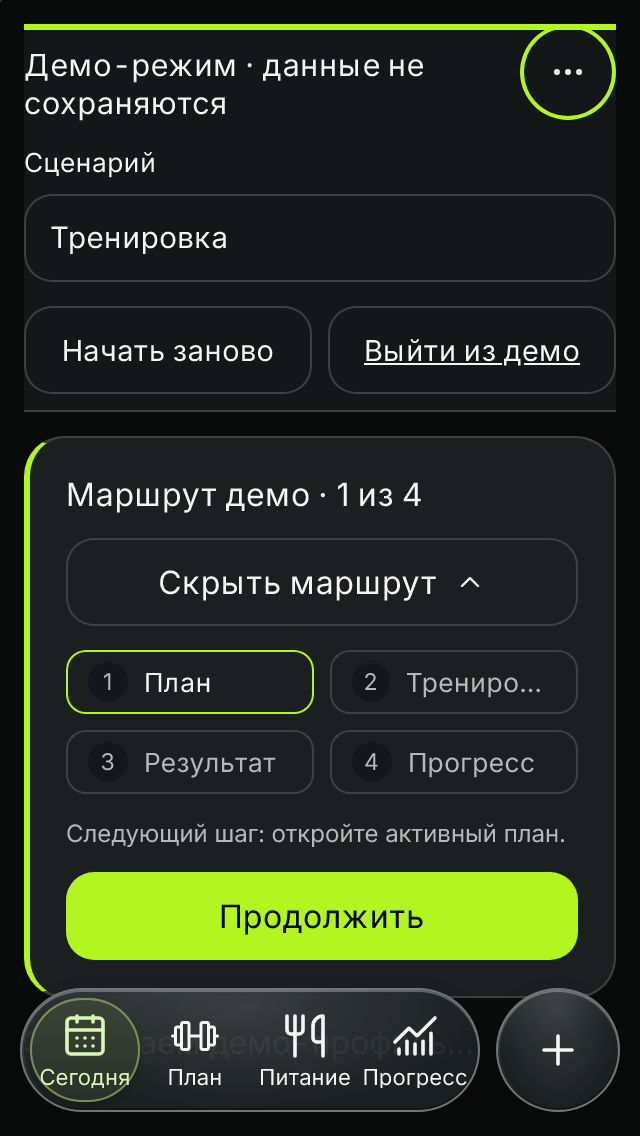 Демо-режим · данные не
сохраняются
Сценарий
Тренировка
Начать заново
Выйти из демо
Маршрут демо · 1 из 4
Скрыть маршрут
1 План
2 Трениро...
3 Результат
4 Прогресс
Следующий шаг: откройте активный план.
Продолжить
Сегодня
План
Питание
Прогресс